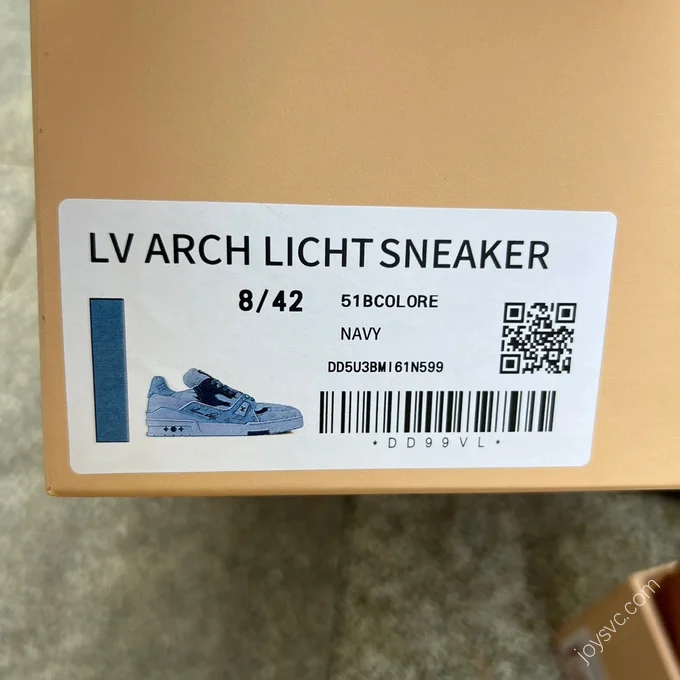 LV ARCH LICHT SNEAKER
8/42 51BCOLORE
NAVY
DD5U3BMI61N599
*DD99VL*
joysvc.com